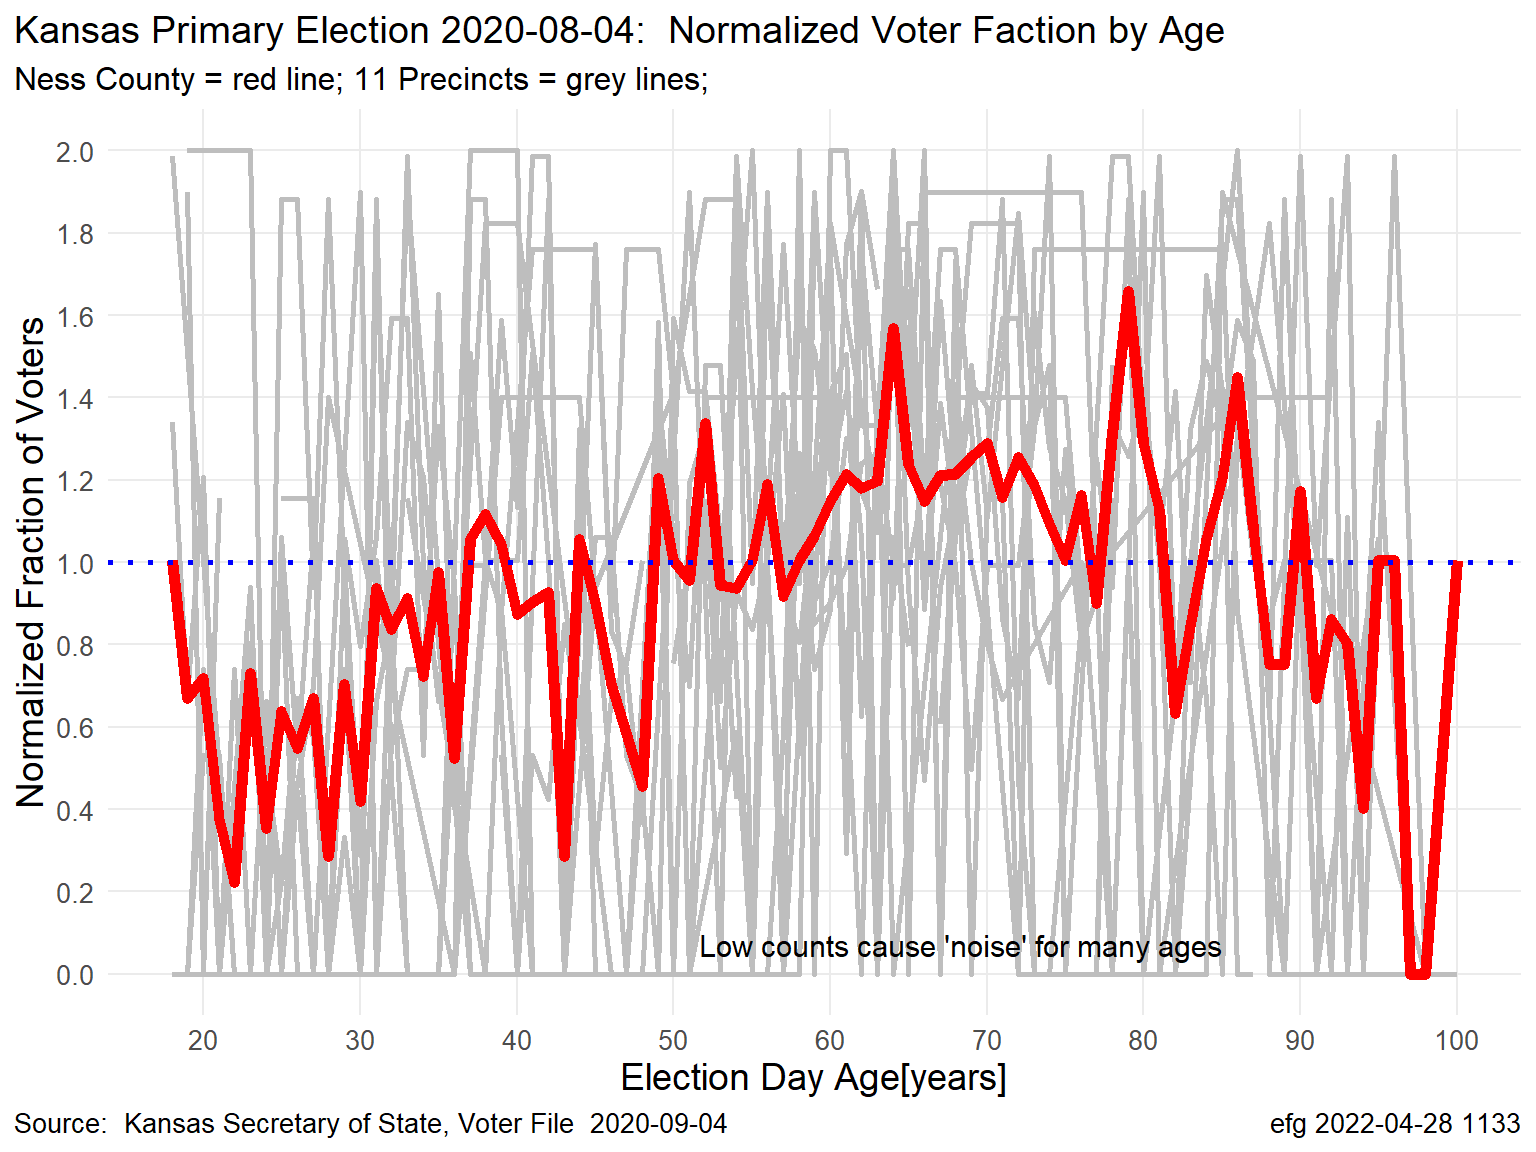 Kansas Primary Election 2020-08-04:  Normalized Voter Faction by Age
Ness County = red line; 11 Precincts = grey lines;
Normalized Fraction of Voters
2.0
1.8
1.6
1.4
1.2
1.0
0.8
0.6
0.4
0.2
0.0
Low counts cause 'noise' for many ages
20 30 40 50 60 70 80 90 100
Election Day Age[years]
Source:  Kansas Secretary of State, Voter File  2020-09-04
efg 2022-04-28 1133